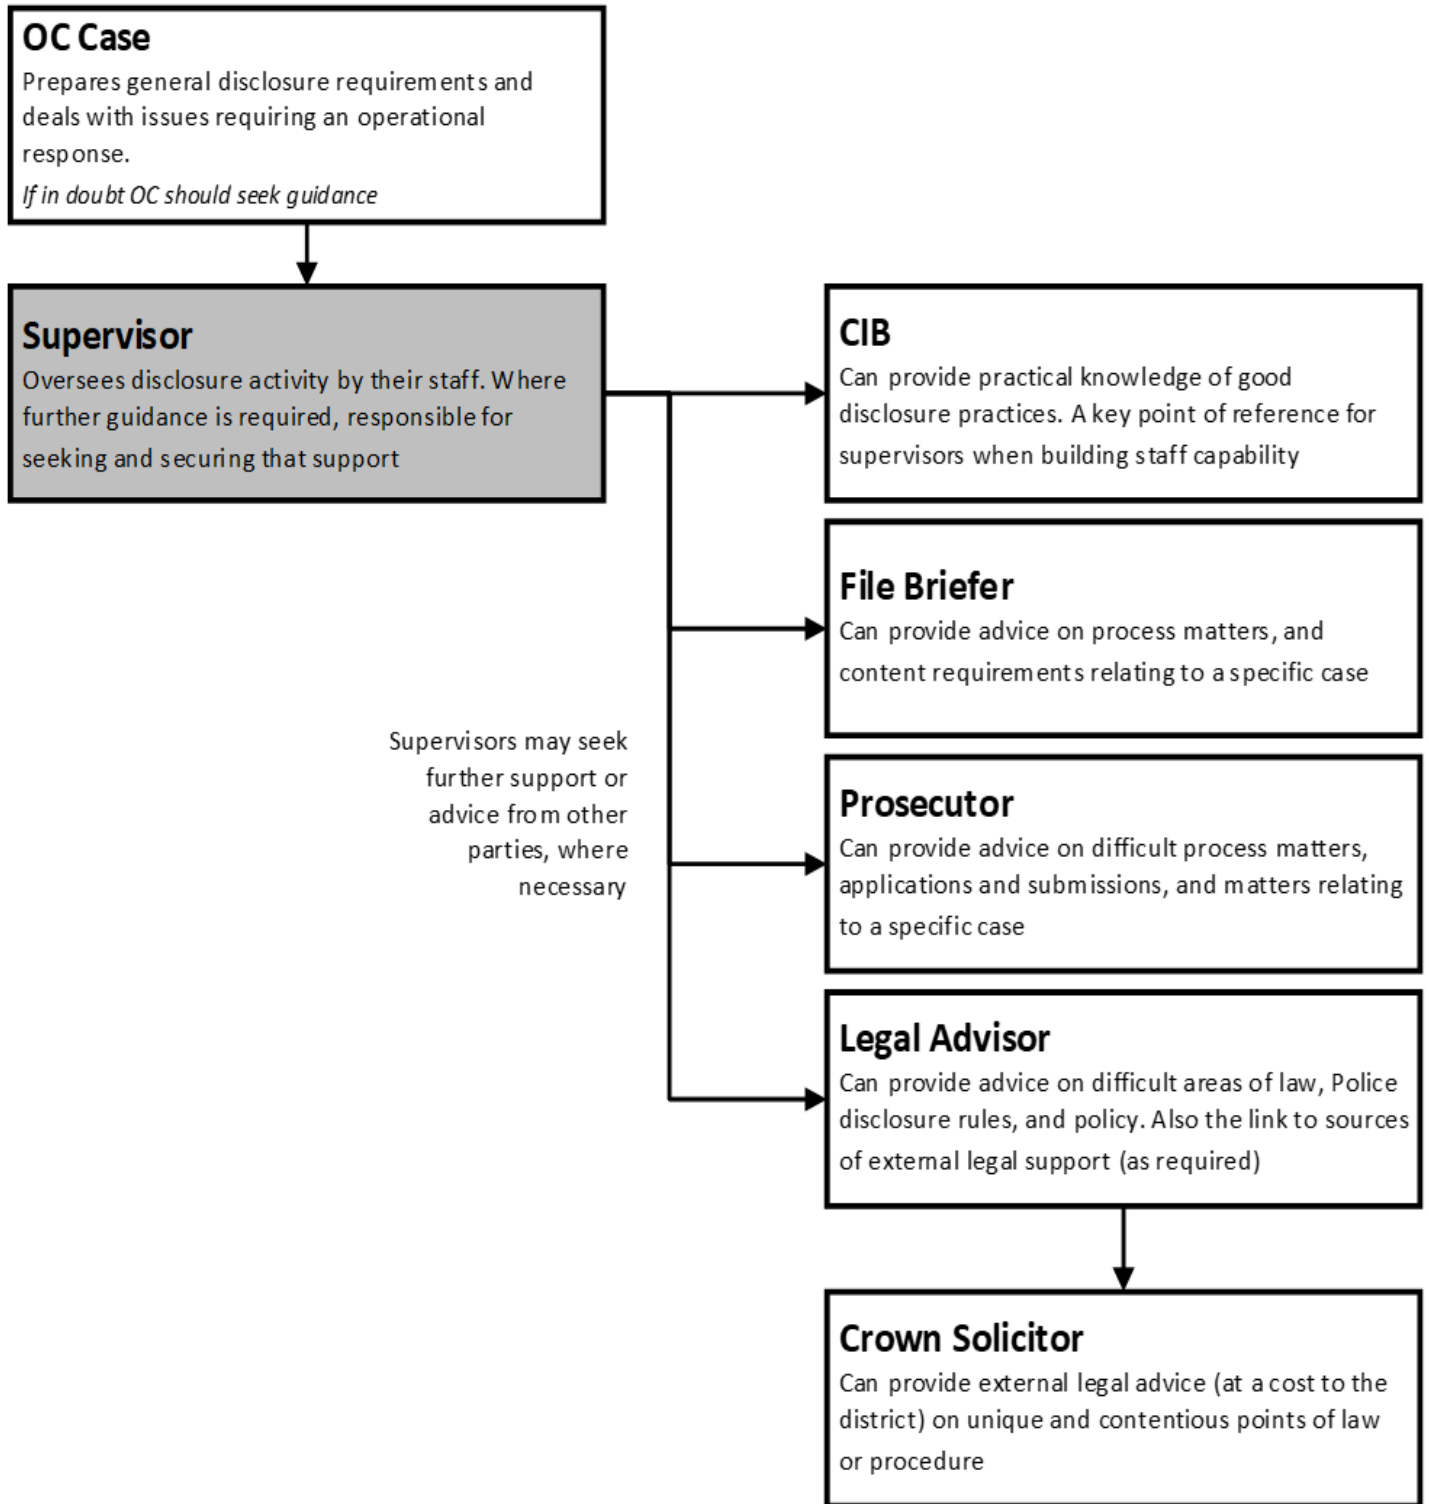 OC Case
Prepares general disclosure requirements and
deals with issues requiring an operational
response.
If in doubt OC should seek guidance
Supervisor
Oversees disclosure activity by their staff. Where
further guidance is required, responsible for
seeking and securing that support
CIB
Can provide practical knowledge of good
disclosure practices. A key point of reference for
supervisors when building staff capability
File Briefer
Can provide advice on process matters, and
content requirements relating to a specific case
Supervisors may seek
further support or
advice from other
parties, where
necessary
Prosecutor
Can provide advice on difficult process matters,
applications and submissions, and matters relating
to a specific case
Legal Advisor
Can provide advice on difficult areas of law, Police
disclosure rules, and policy. Also the link to sources
of external legal support (as required)
Crown Solicitor
Can provide external legal advice (at a cost to the
district) on unique and contentious points of law
or procedure